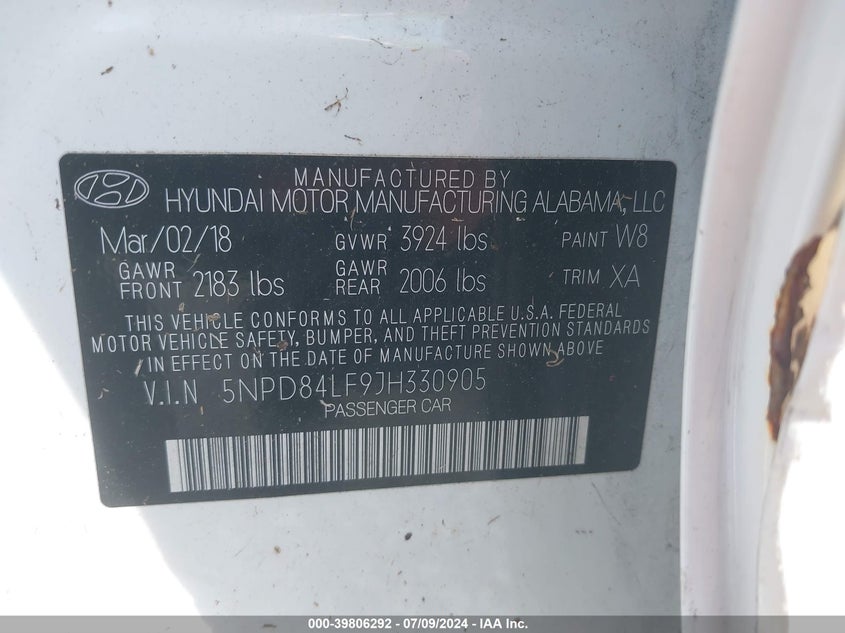 MANUFACTURED BY
HYUNDAI MOTOR MANUFACTURING ALABAMA, LLC
Mar/02/18 GVWR 3924 lbs PAINT W8
GAWR FRONT 2183 lbs GAWR REAR 2006 lbs TRIM XA
THIS VEHICLE CONFORMS TO ALL APPLICABLE U.S.A. FEDERAL
MOTOR VEHICLE SAFETY, BUMPER, AND THEFT PREVENTION STANDARDS
IN EFFECT ON THE DATE OF MANUFACTURE SHOWN ABOVE
V.I.N 5NPD84LF9JH330905
PASSENGER CAR
000-39806292 - 07/09/2024 - IAA Inc.